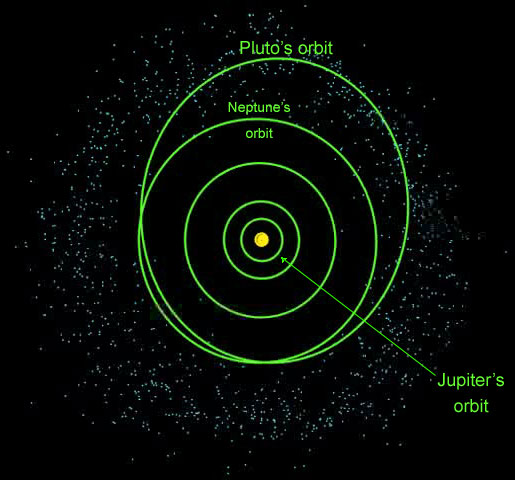 Pluto's orbit
Neptune's
orbit
Jupiter's
orbit